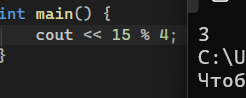 int main() {
cout << 15 % 4;
}
3
C:\U
Чтоб